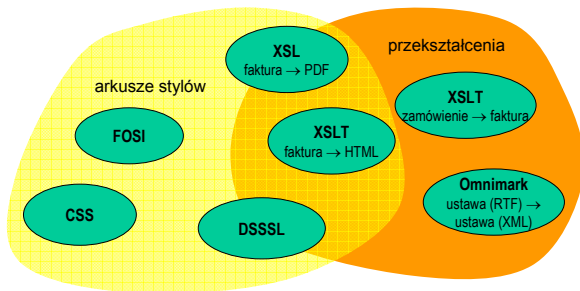 arkusze stylów
przekształcenia
XSL
faktura → PDF
XSLT
zamówienie → faktura
FOSI
XSLT
faktura → HTML
Omnimark
ustawa (RTF) →
ustawa (XML)
CSS
DSSSL